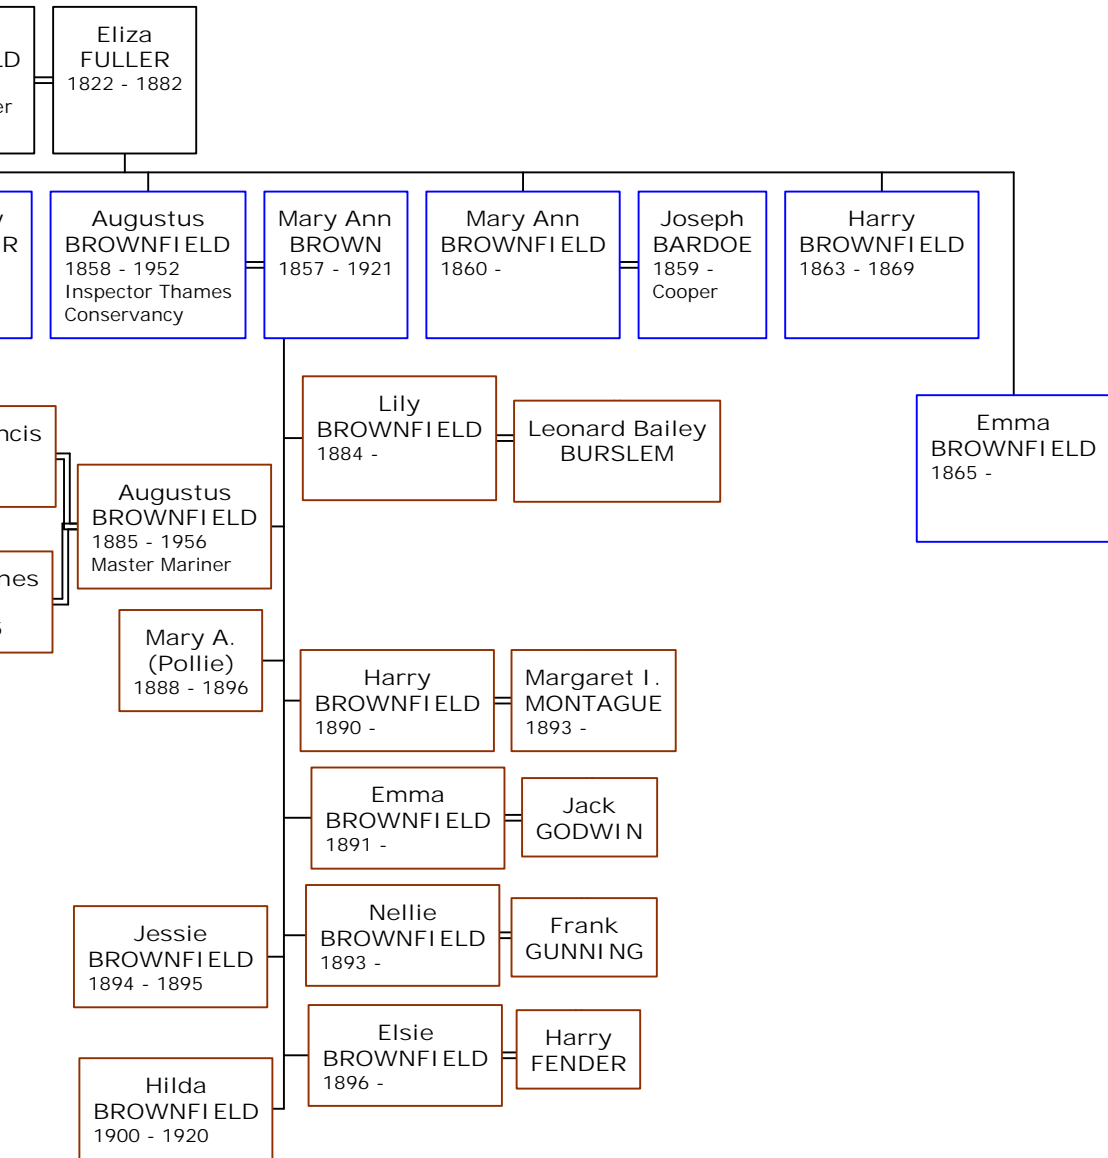 Eliza
FULLER
1822 - 1882
Augustus
BROWNFIELD
1858 - 1952
Inspector Thames
Conservancy
Mary Ann
BROWN
1857 - 1921
Mary Ann
BROWNFIELD
1860 -
Joseph
BARDOE
1859 -
Cooper
Harry
BROWNFIELD
1863 - 1869
Emma
BROWNFIELD
1865 -
Lily
BROWNFIELD
1884 -
Leonard Bailey
BURSLEM
Augustus
BROWNFIELD
1885 - 1956
Master Mariner
Mary A.
(Pollie)
1888 - 1896
Harry
BROWNFIELD
1890 -
Margaret I.
MONTAGUE
1893 -
Emma
BROWNFIELD
1891 -
Jack
GODWIN
Nellie
BROWNFIELD
1893 -
Frank
GUNNING
Jessie
BROWNFIELD
1894 - 1895
Elsie
BROWNFIELD
1896 -
Harry
FENDER
Hilda
BROWNFIELD
1900 - 1920